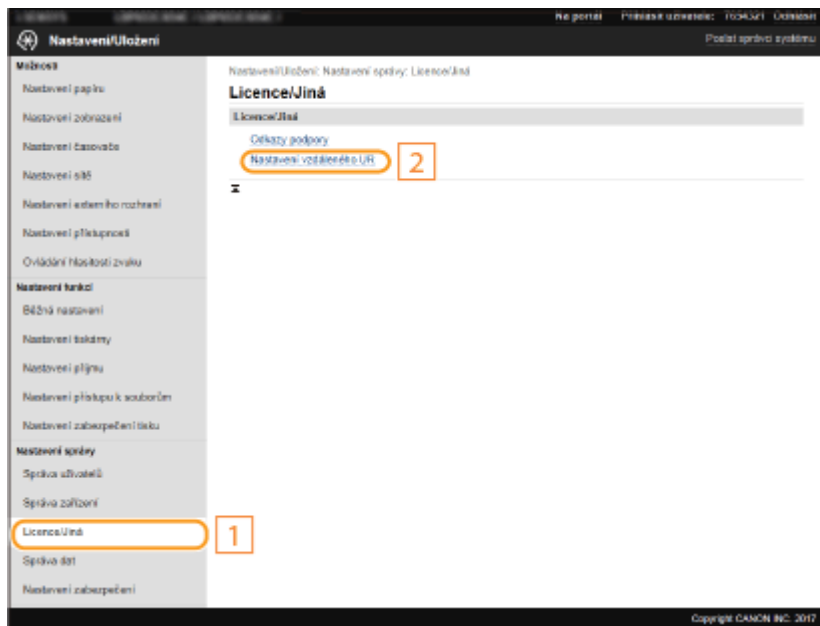 Na portál Přihlásit uživatele: 7654321 Odhlásit
Nastavení/Uložení
Poslat správci systému
Možnosti
Nastavení papíru
Nastavení zobrazení
Nastavení časovače
Nastavení sítě
Nastavení externího rozhraní
Nastavení přístupnosti
Ovládání hlasitosti zvuku
Nastavení funkcí
Běžná nastavení
Nastavení tiskárny
Nastavení příjmu
Nastavení přístupu k souborům
Nastavení zabezpečení tisku
Nastavení správy
Správa uživatelů
Správa zařízení
Licence/Jiná
1
Správa dat
Nastavení zabezpečení
Nastavení/Uložení: Nastavení správy: Licence/Jiná
Licence/Jiná
Licence/Jiná
Odkazy podpory
Nastavení vzdáleného UR
2
Copyright CANON INC. 2017